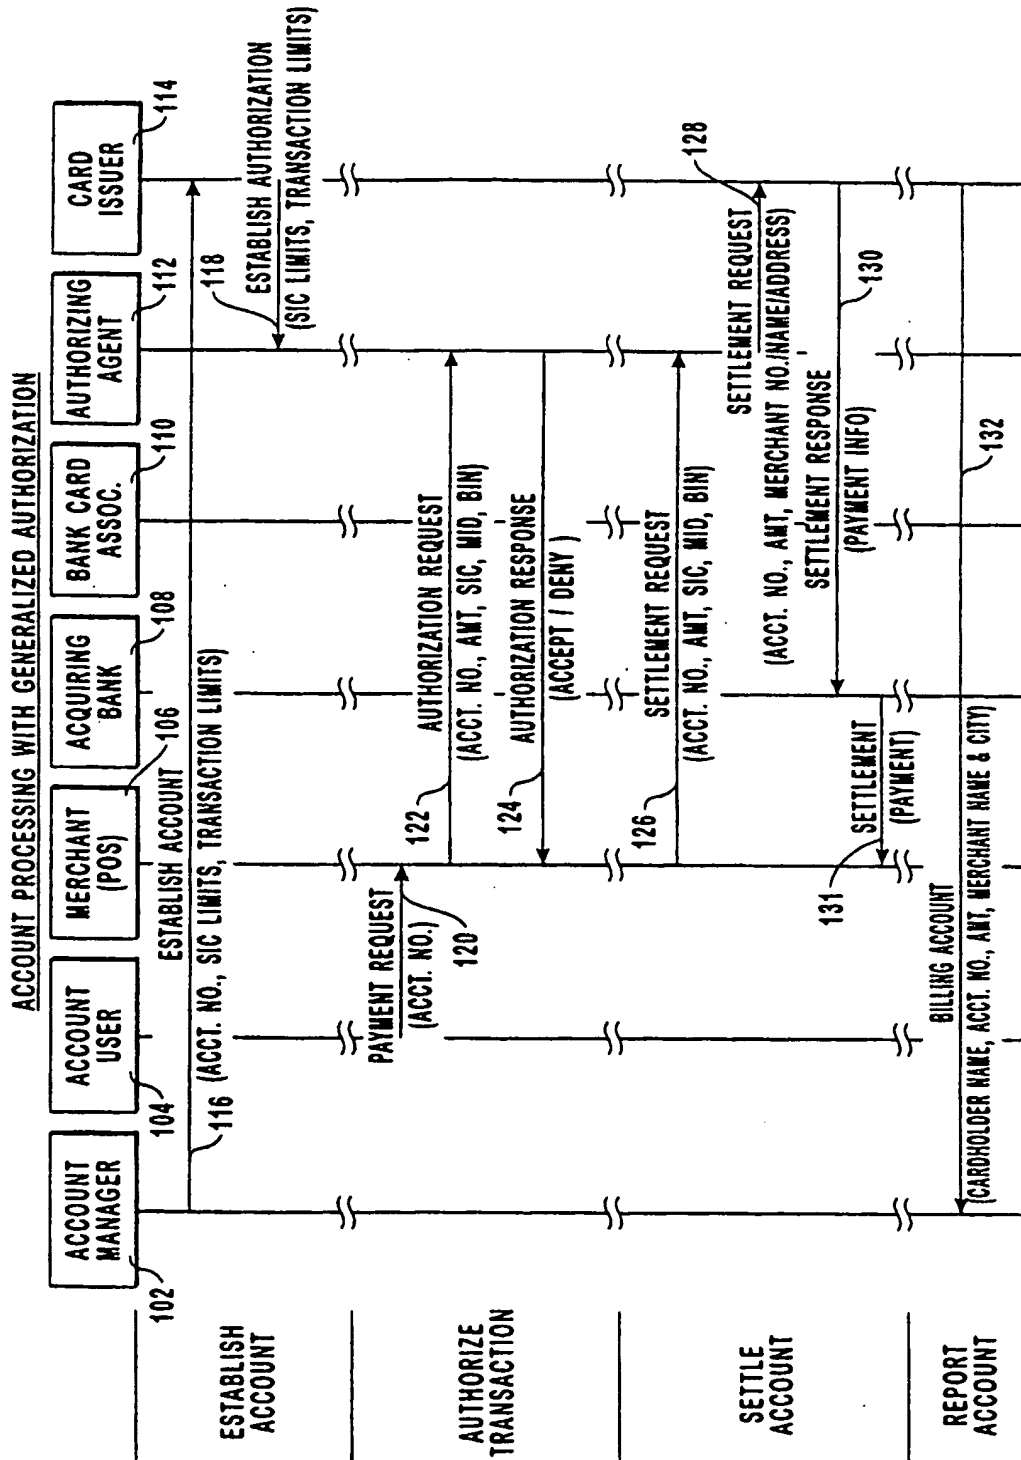 ACCOUNT PROCESSING WITH GENERALIZED AUTHORIZATION
ACCOUNT
MANAGER
102
ACCOUNT
USER
104
MERCHANT
(POS)
106
ACQUIRING
BANK
108
BANK CARD
ASSOC.
110
AUTHORIZING
AGENT
112
CARD
ISSUER
114
ESTABLISH
ACCOUNT
116
ESTABLISH ACCOUNT
(ACCT. NO., SIC LIMITS, TRANSACTION LIMITS)
118
ESTABLISH AUTHORIZATION
(SIC LIMITS, TRANSACTION LIMITS)
AUTHORIZE
TRANSACTION
PAYMENT REQUEST
(ACCT. NO.)
120
122
AUTHORIZATION REQUEST
(ACCT. NO., AMT, SIC, MID, BIN)
124
AUTHORIZATION RESPONSE
(ACCEPT / DENY)
SETTLE
ACCOUNT
126
SETTLEMENT REQUEST
(ACCT. NO., AMT, SIC, MID, BIN)
SETTLEMENT REQUEST
128
(ACCT. NO., AMT, MERCHANT NO./NAME/ADDRESS)
SETTLEMENT RESPONSE
(PAYMENT INFO)
130
131
SETTLEMENT
(PAYMENT)
REPORT
ACCOUNT
BILLING ACCOUNT
132
(CARDHOLDER NAME, ACCT. NO., AMT, MERCHANT NAME & CITY)